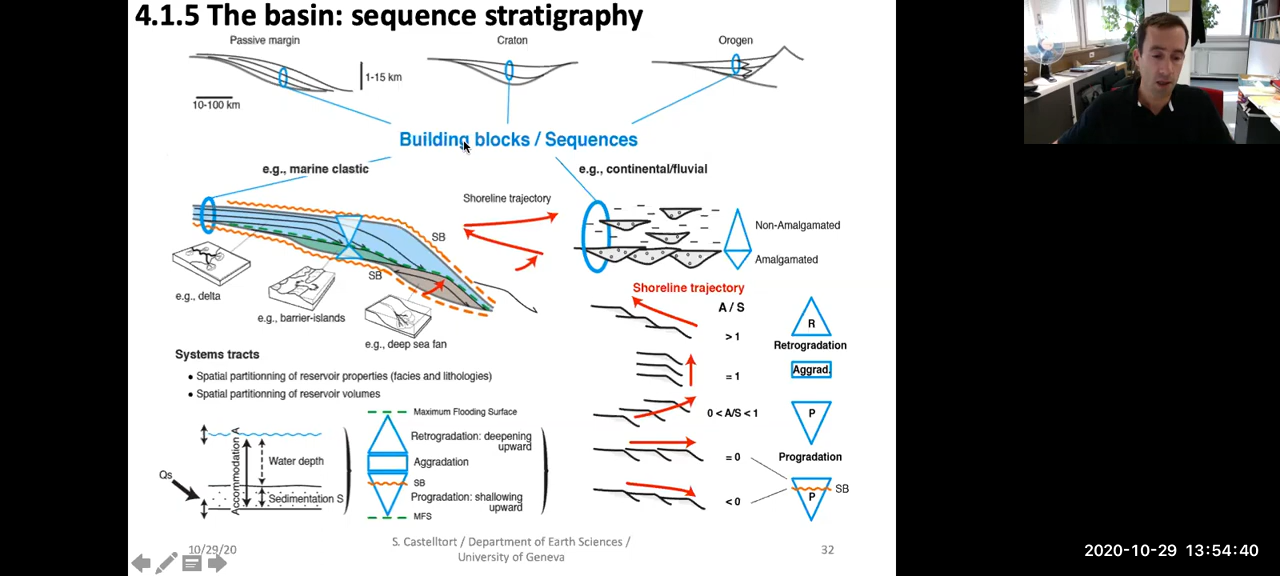 4.1.5 The basin: sequence stratigraphy
Passive margin
Craton
Orogen
1-15 km
10-100 km
Building blocks / Sequences
e.g., marine clastic
e.g., continental/fluvial
Shoreline trajectory
SB
SB
Non-Amalgamated
Amalgamated
e.g., delta
e.g., barrier-islands
e.g., deep sea fan
Shoreline trajectory
A / S
> 1
R
Retrogradation
= 1
Aggrad.
0 < A/S < 1
P
= 0
Progradation
SB
P
< 0
Systems tracts
• Spatial partitionning of reservoir properties (facies and lithologies)
• Spatial partitionning of reservoir volumes
Maximum Flooding Surface
Retrogradation: deepening
upward
Aggradation
SB
Progradation: shallowing
upward
MFS
Accommodation A
Water depth
Qs
Sedimentation S
10/29/20
S. Castelltort / Department of Earth Sciences /
University of Geneva
32
2020-10-29 13:54:40